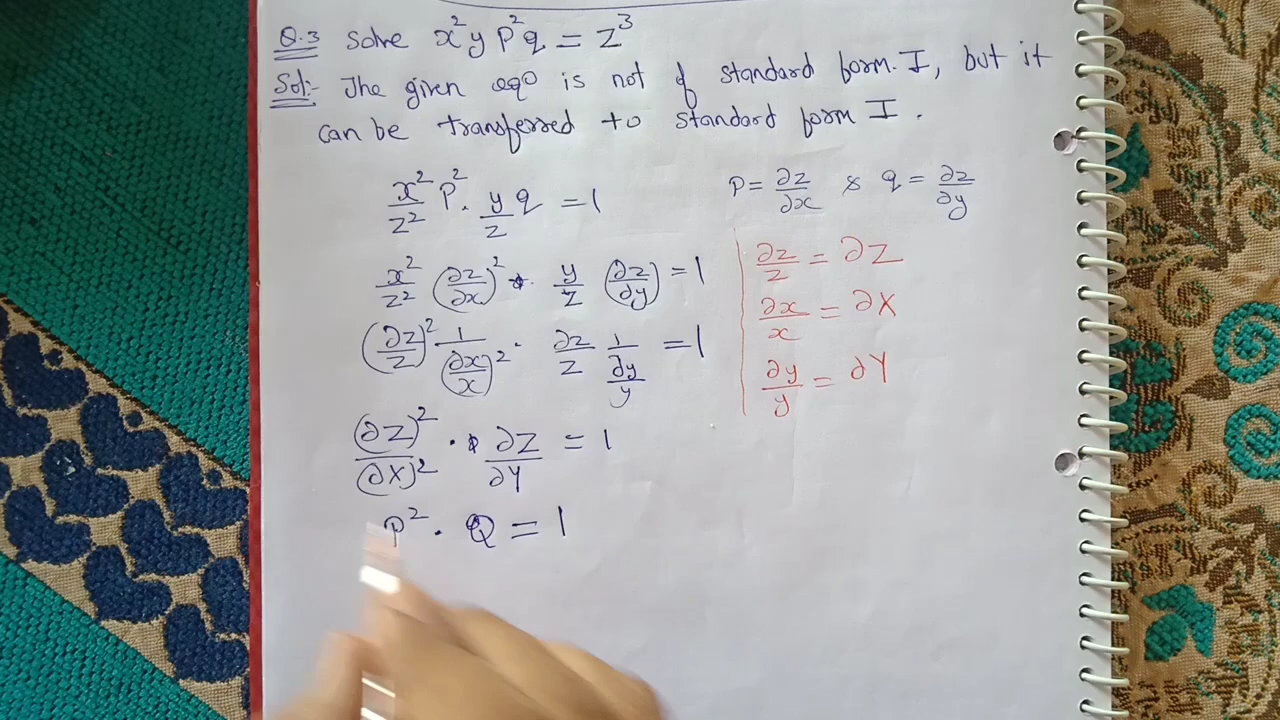 Q.3 Solve x²y p²q = z³
Sol:- The given eqn is not of standard form I, but it
can be transferred to standard form I.
x²/z² p² · y/z q = 1
p = ∂z/∂x & q = ∂z/∂y
x²/z² (∂z/∂x)² · y/z (∂z/∂y) = 1
(∂z/z)² 1/(∂x/x)² · ∂z/z 1/(∂y/y) = 1
(∂Z)²/(∂X)² · ∂Z/∂Y = 1
P² · Q = 1
∂z/z = ∂Z
∂x/x = ∂X
∂y/y = ∂Y